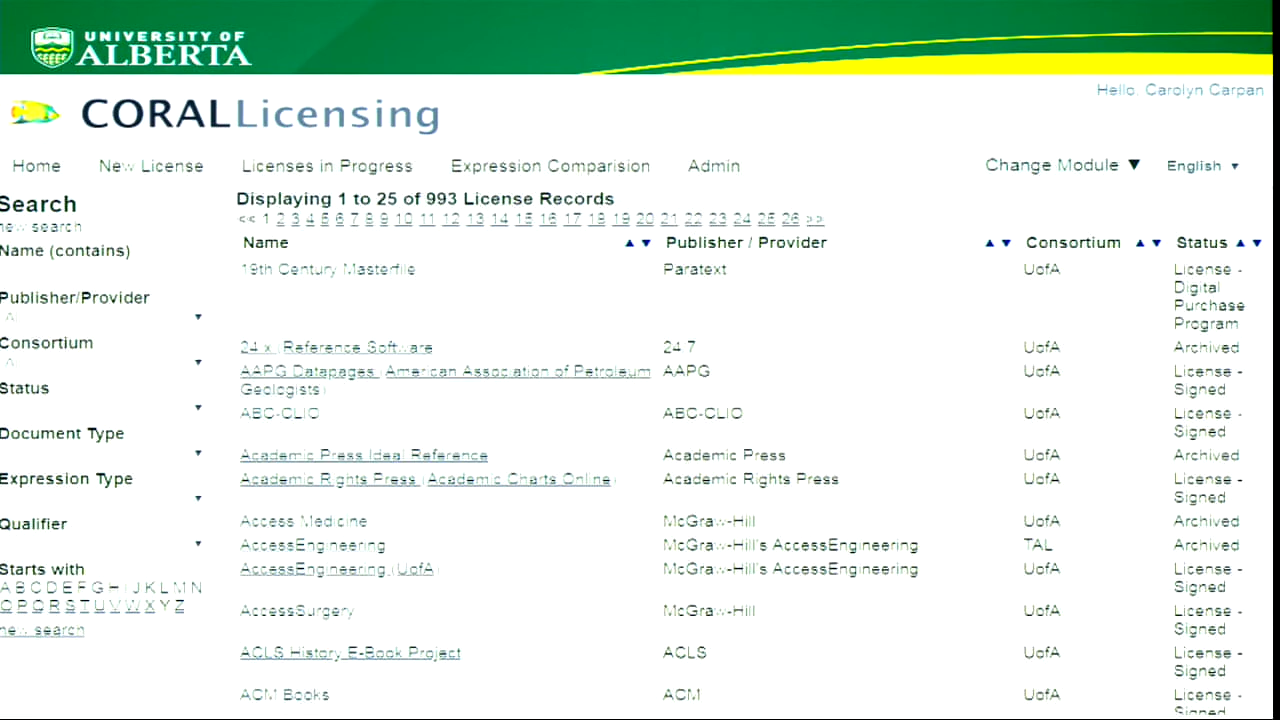 UNIVERSITY OF
ALBERTA
Hello, Carolyn Carpan
CORAL Licensing
Home New License Licenses in Progress Expression Comparision Admin Change Module ▼ English ▼
Search
new search
Name (contains)
Publisher/Provider
All
Consortium
All
Status
Document Type
Expression Type
Qualifier
Starts with
A B C D E F G H I J K L M N
O P Q R S T U V W X Y Z
new search
Displaying 1 to 25 of 993 License Records
<< 1 2 3 4 5 6 7 8 9 10 11 12 13 14 15 16 17 18 19 20 21 22 23 24 25 26 >>
Name ▲ ▼ Publisher / Provider ▲ ▼ Consortium ▲ ▼ Status ▲ ▼
19th Century Masterfile Paratext UofA License -
Digital
Purchase
Program
24 x (Reference Software 24 7 UofA Archived
AAPG Datapages (American Association of Petroleum AAPG UofA License -
Geologists) Signed
ABC-CLIO ABC-CLIO UofA License -
Signed
Academic Press Ideal Reference Academic Press UofA Archived
Academic Rights Press (Academic Charts Online) Academic Rights Press UofA License -
Signed
Access Medicine McGraw-Hill UofA Archived
AccessEngineering McGraw-Hill's AccessEngineering TAL Archived
AccessEngineering (UofA) McGraw-Hill's AccessEngineering UofA License -
Signed
AccessSurgery McGraw-Hill UofA License -
Signed
ACLS History E-Book Project ACLS UofA License -
Signed
ACM Books ACM UofA License -
Signed